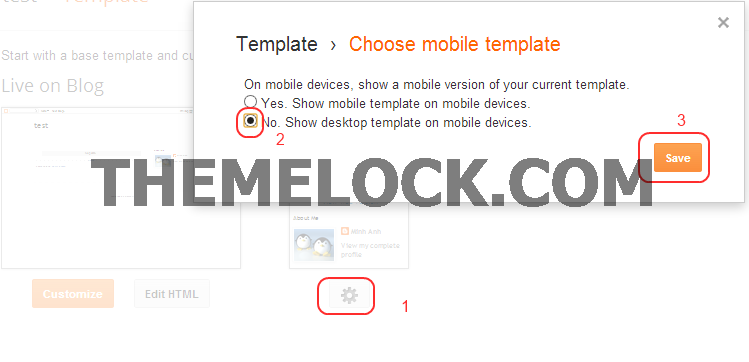 test › Template
Template › Choose mobile template
Start with a base template and cu
On mobile devices, show a mobile version of your current template.
Live on Blog
Yes. Show mobile template on mobile devices.
No. Show desktop template on mobile devices.
test
2
3
Save
THEMELOCK.COM
About Me
View my complete
profile
Customize
Edit HTML
1